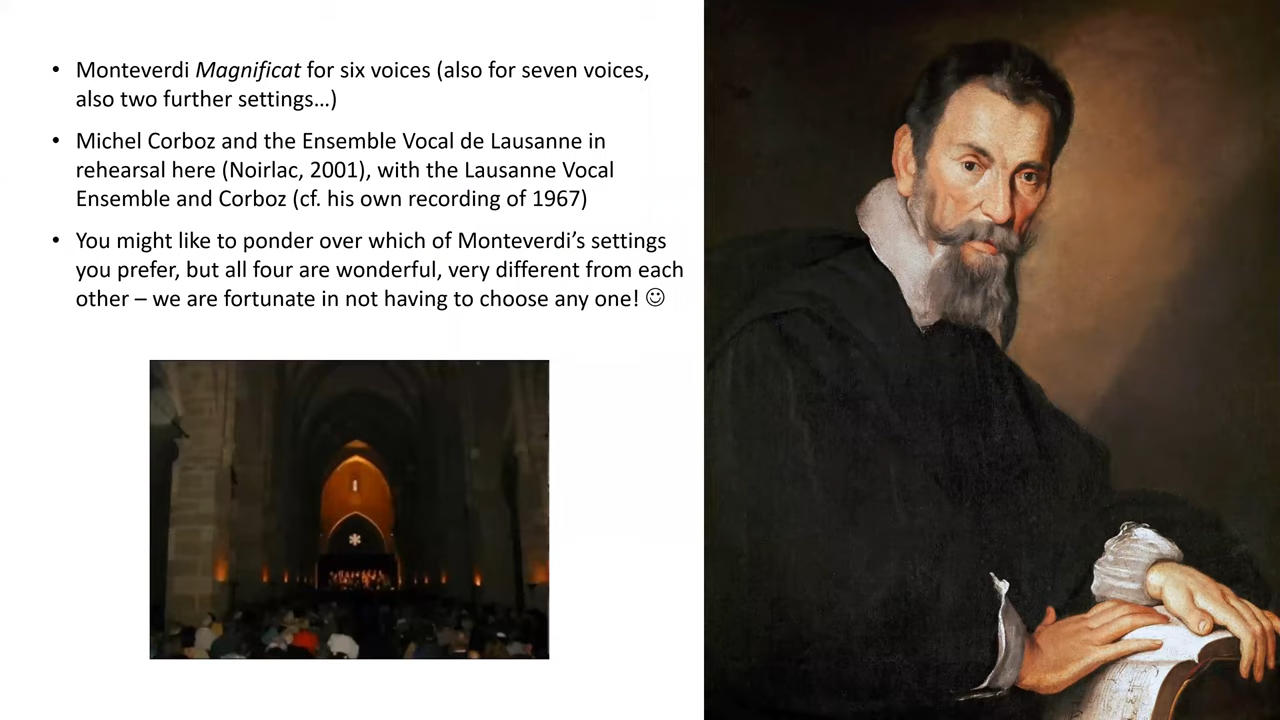 • Monteverdi Magnificat for six voices (also for seven voices,
also two further settings…)
• Michel Corboz and the Ensemble Vocal de Lausanne in
rehearsal here (Noirlac, 2001), with the Lausanne Vocal
Ensemble and Corboz (cf. his own recording of 1967)
• You might like to ponder over which of Monteverdi’s settings
you prefer, but all four are wonderful, very different from each
other – we are fortunate in not having to choose any one! ☺